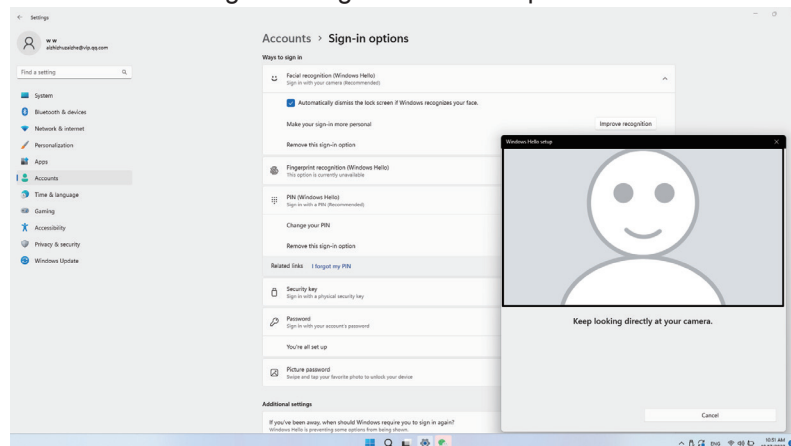 Settings
w w
Find a setting
System
Bluetooth & devices
Network & internet
Personalization
Apps
Accounts
Time & language
Gaming
Accessibility
Privacy & security
Windows Update
Accounts > Sign-in options
Ways to sign in
Facial recognition (Windows Hello)
Sign in with your camera (Recommended)
Automatically dismiss the lock screen if Windows recognizes your face.
Make your sign-in more personal
Improve recognition
Remove this sign-in option
Fingerprint recognition (Windows Hello)
This option is currently unavailable
PIN (Windows Hello)
Sign in with a PIN (Recommended)
Change your PIN
Remove this sign-in option
Related links I forgot my PIN
Security key
Sign in with a physical security key
Password
Sign in with your account's password
You're all set up
Picture password
Swipe and tap your favorite photo to unlock your device
Additional settings
If you've been away, when should Windows require you to sign in again?
Windows Hello is preventing some options from being shown.
Windows Hello setup
Keep looking directly at your camera.
Cancel
ENG
10:51 AM